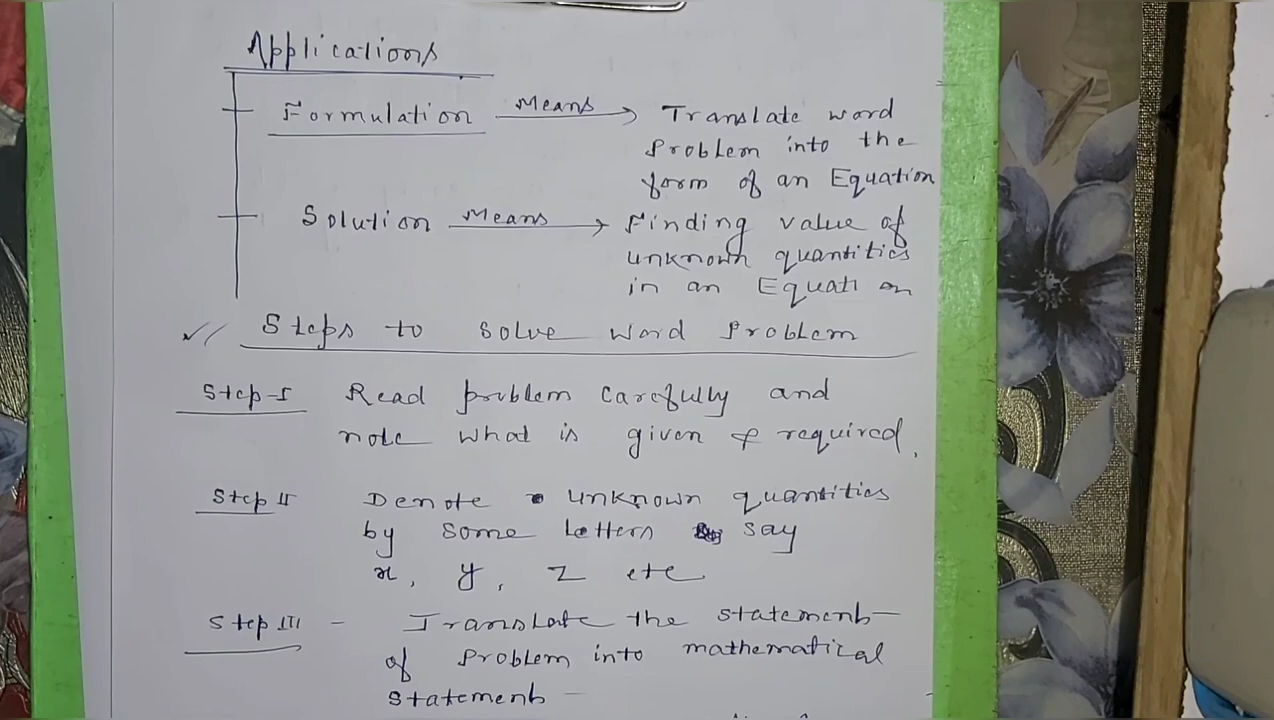 Applications
Formulation Means → Translate word
Problem into the
form of an Equation
Solution Means → Finding value of
unknown quantities
in an Equation
Steps to solve word Problem
Step-I Read problem carefully and
note what is given & required.
Step II Denote unknown quantities
by some letters say
x, y, z etc
Step III - Translate the statement
of Problem into mathematical
statement